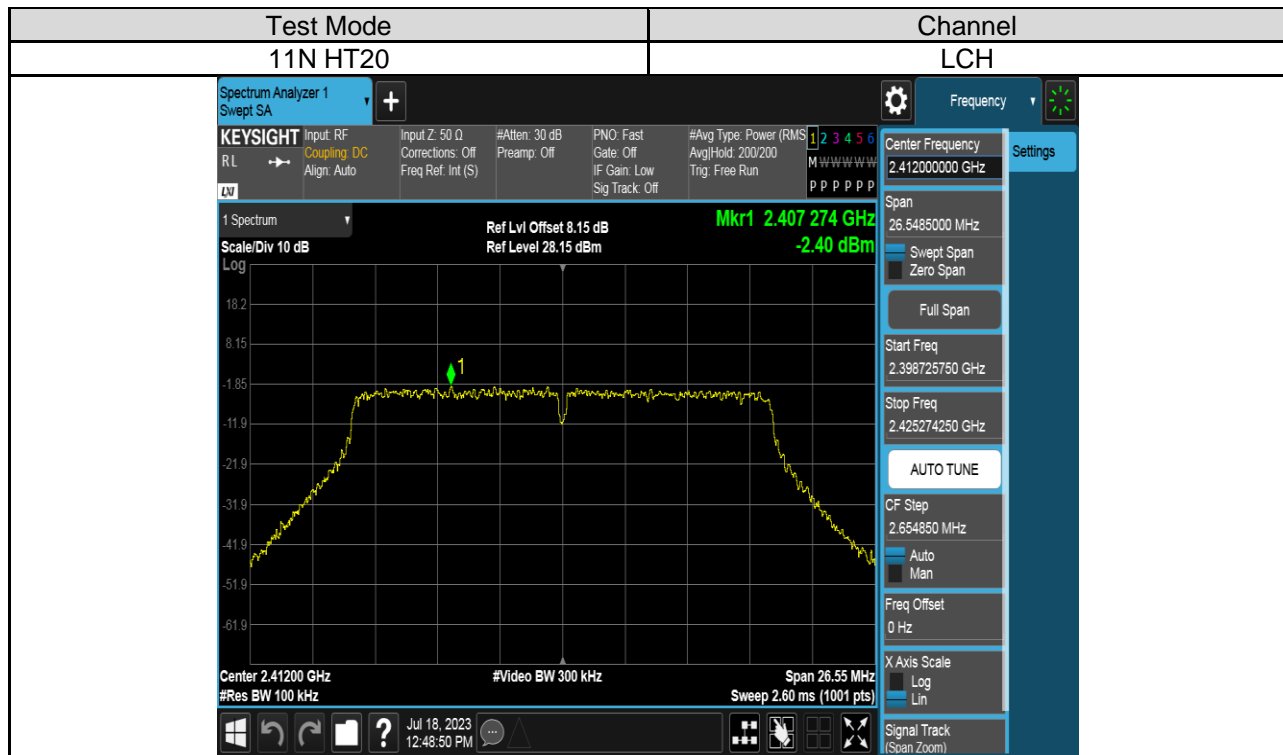 Test Mode Channel
11N HT20 LCH
Spectrum Analyzer 1
Swept SA
+
Frequency
KEYSIGHT Input: RF Input Z: 50 Ω #Atten: 30 dB PNO: Fast #Avg Type: Power (RMS 1 2 3 4 5 6
RL Coupling: DC Corrections: Off Preamp: Off Gate: Off Avg|Hold: 200/200 M W W W W W
Align: Auto Freq Ref: Int (S) IF Gain: Low Trig: Free Run
LXI Sig Track: Off P P P P P P
1 Spectrum Ref Lvl Offset 8.15 dB Mkr1 2.407 274 GHz
Scale/Div 10 dB Ref Level 28.15 dBm -2.40 dBm
Log
18.2
8.15
1
-1.85
-11.9
-21.9
-31.9
-41.9
-51.9
-61.9
Center 2.41200 GHz #Video BW 300 kHz Span 26.55 MHz
#Res BW 100 kHz Sweep 2.60 ms (1001 pts)
? Jul 18, 2023
12:48:50 PM
Center Frequency
2.412000000 GHz
Settings
Span
26.5485000 MHz
Swept Span
Zero Span
Full Span
Start Freq
2.398725750 GHz
Stop Freq
2.425274250 GHz
AUTO TUNE
CF Step
2.654850 MHz
Auto
Man
Freq Offset
0 Hz
X Axis Scale
Log
Lin
Signal Track
(Span Zoom)